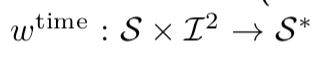 w^time : 𝒮 × ℐ² → 𝒮*